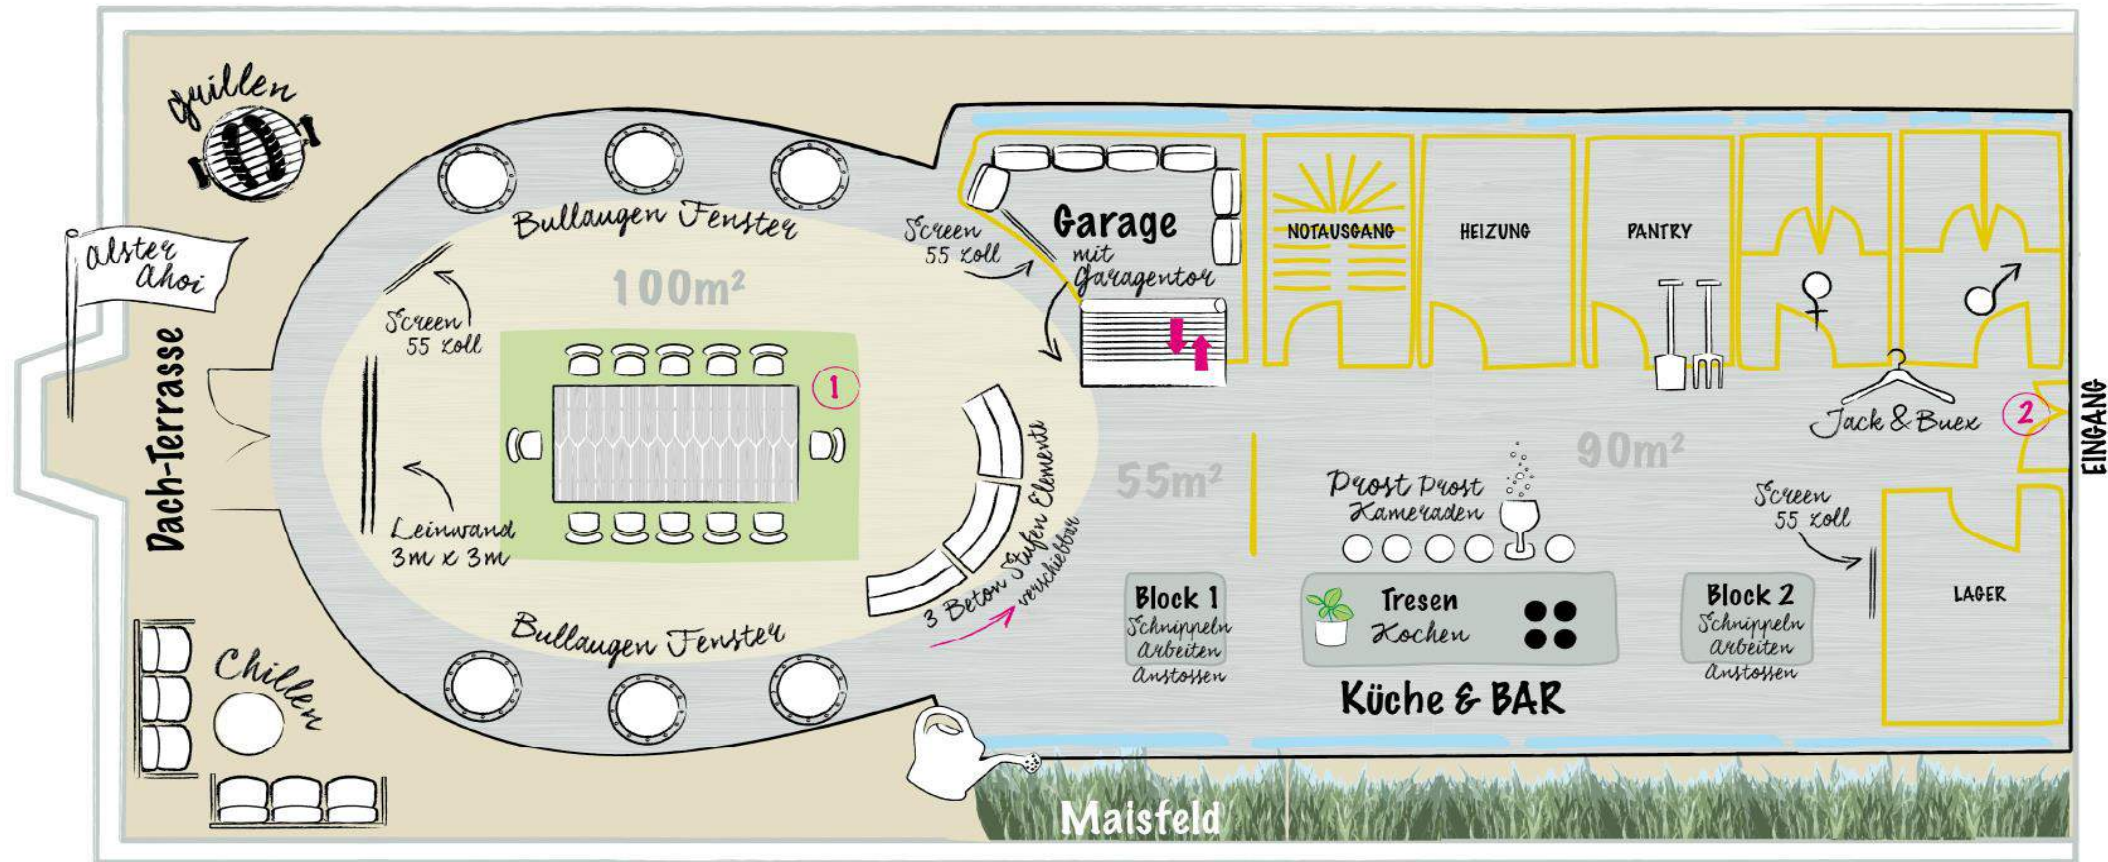 Grillen
Alster
Ahoi
Dach-Terrasse
Chillen
Bullaugen Fenster
100m²
Screen
55 Zoll
Leinwand
3m x 3m
1
3 Beton Stufen Elemente
verschiebbar
Bullaugen Fenster
Screen
55 Zoll
Garage
mit
Garagentor
NOTAUSGANG
HEIZUNG
PANTRY
Jack & Buex
2
EINGANG
55m²
90m²
Prost Prost
Kameraden
Screen
55 Zoll
LAGER
Block 1
Schnippeln
Arbeiten
Anstossen
Tresen
Kochen
Block 2
Schnippeln
Arbeiten
Anstossen
Küche & BAR
Maisfeld